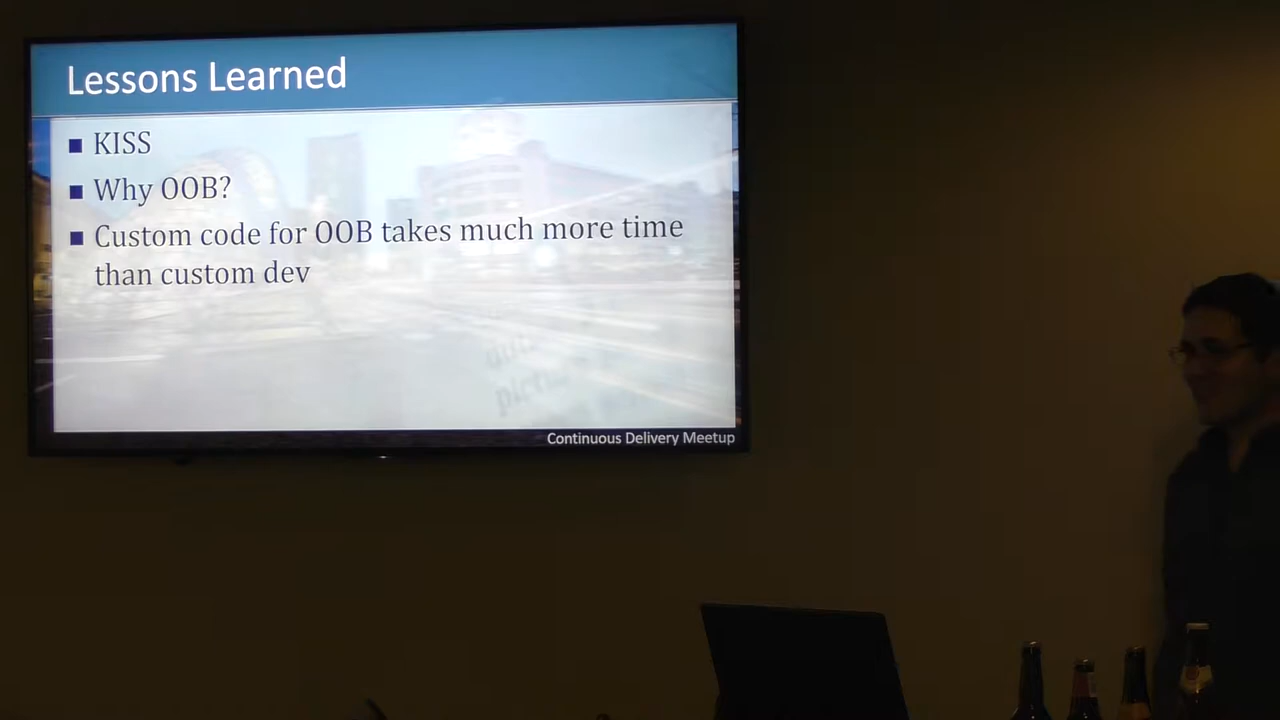 Lessons Learned
KISS
Why OOB?
Custom code for OOB takes much more time
than custom dev
Continuous Delivery Meetup